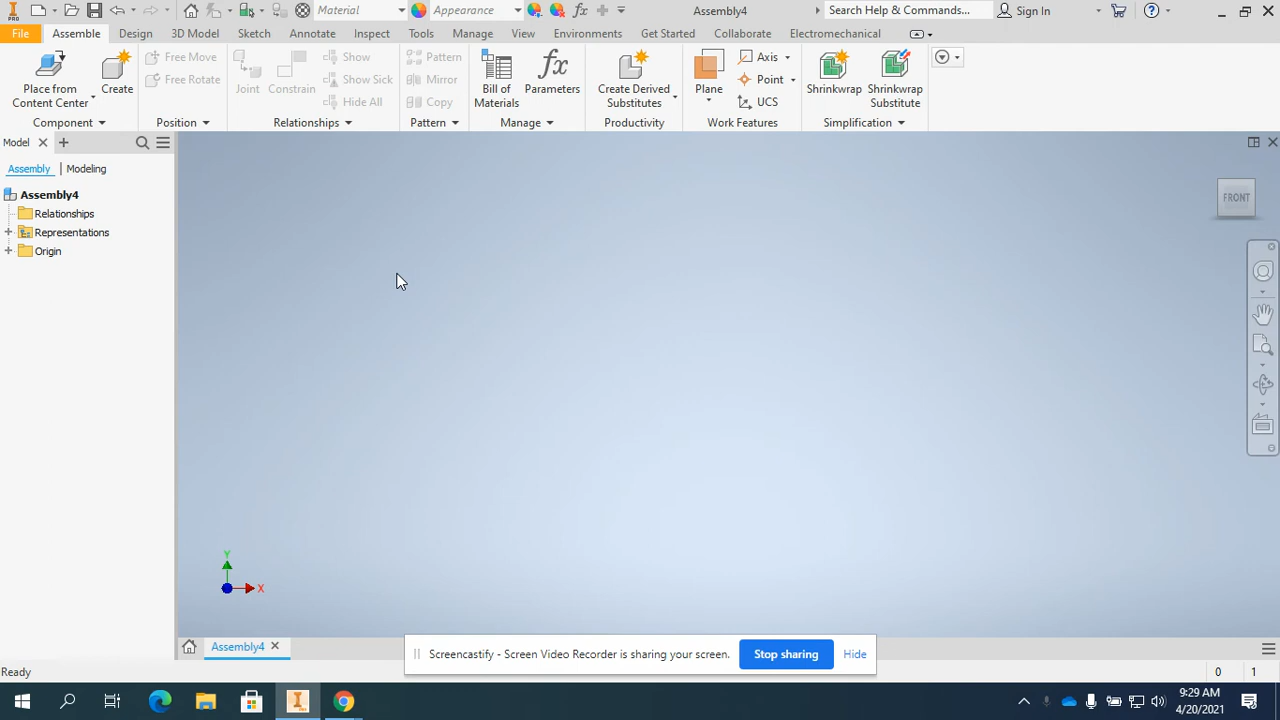 PRO
Material
Appearance
fx
Assembly4
Search Help & Commands...
Sign In
File
Assemble
Design
3D Model
Sketch
Annotate
Inspect
Tools
Manage
View
Environments
Get Started
Collaborate
Electromechanical
Place from
Content Center
Create
Component
Free Move
Free Rotate
Position
Joint
Constrain
Show
Show Sick
Hide All
Relationships
Pattern
Mirror
Copy
Pattern
Bill of
Materials
fx
Parameters
Manage
Create Derived
Substitutes
Productivity
Plane
Axis
Point
UCS
Work Features
Shrinkwrap
Shrinkwrap
Substitute
Simplification
Model
Assembly
Modeling
Assembly4
Relationships
Representations
Origin
FRONT
Y
X
Assembly4
Screencastify - Screen Video Recorder is sharing your screen.
Stop sharing
Hide
Ready
0
1
9:29 AM
4/20/2021